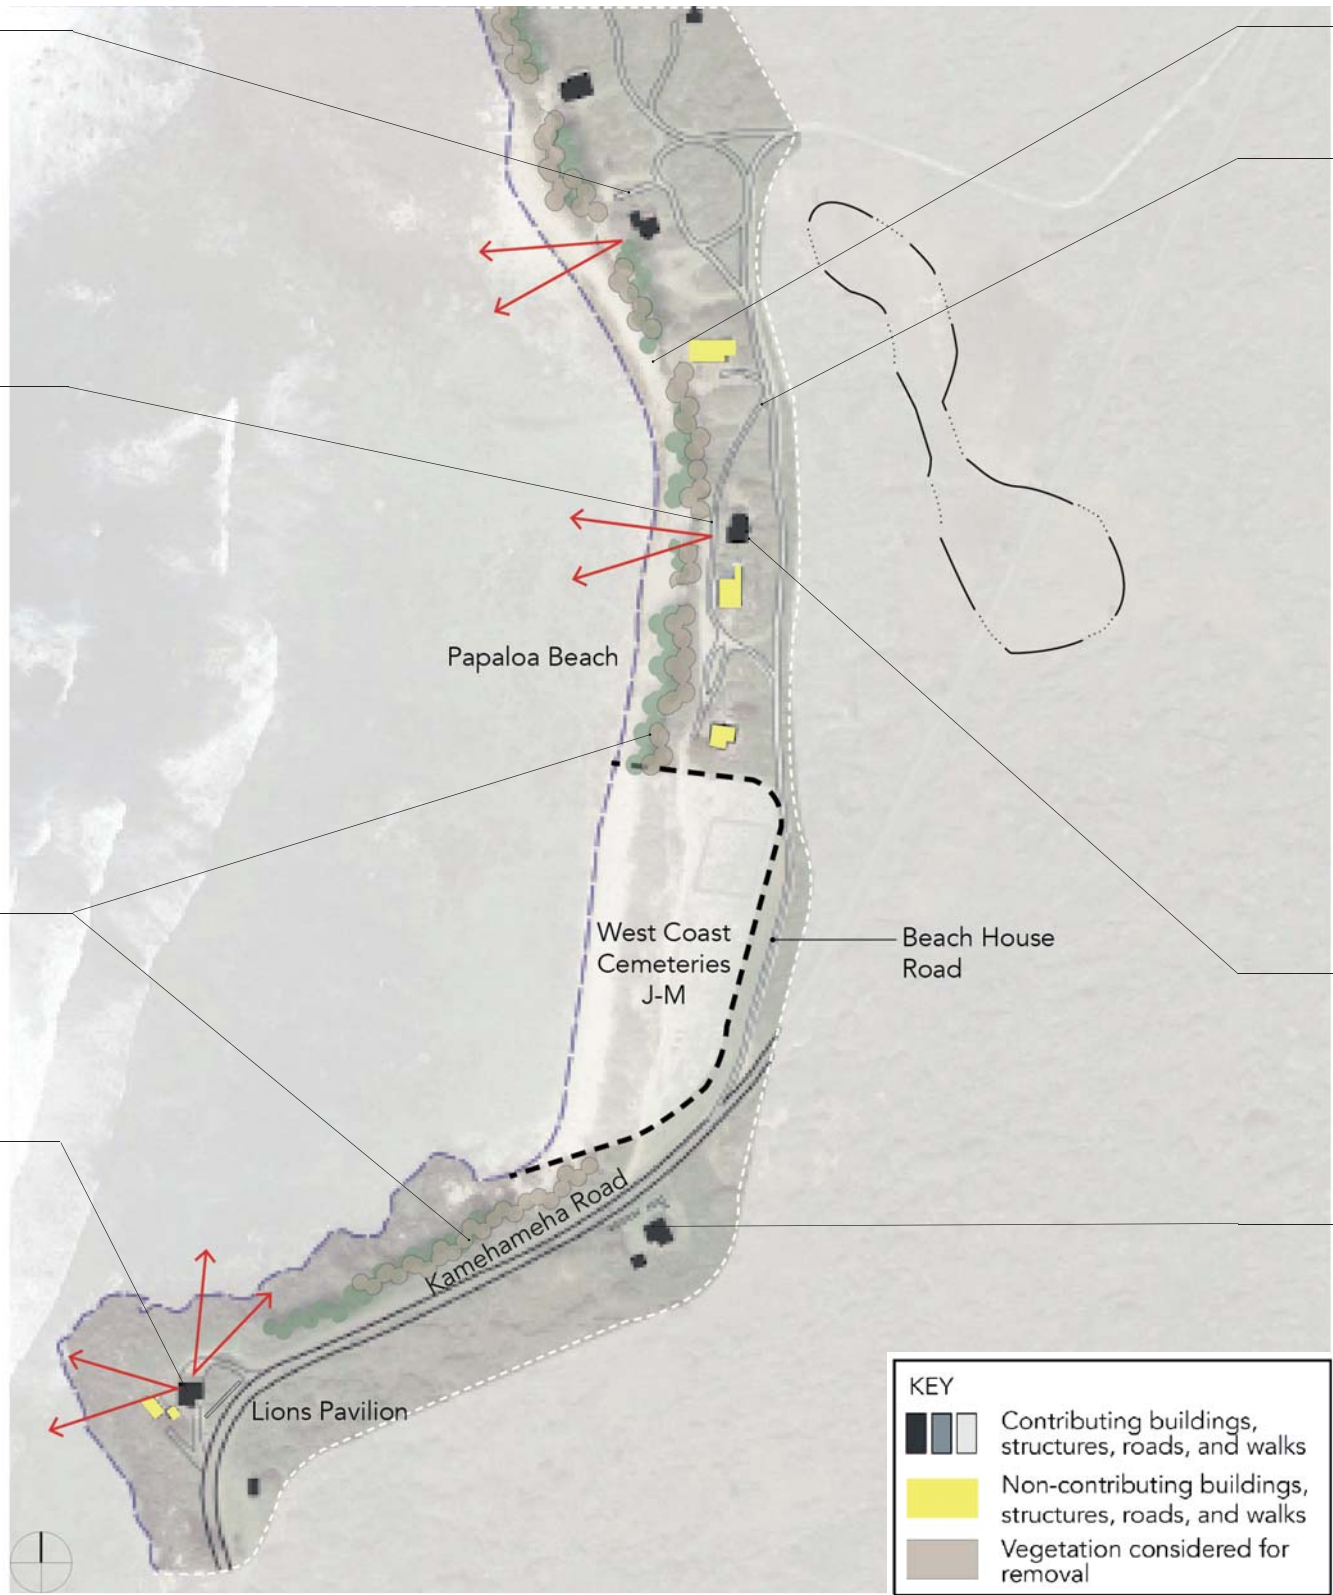 Papaloa Beach
West Coast
Cemeteries
J-M
Beach House
Road
Kamehameha Road
Lions Pavilion
KEY
Contributing buildings,
structures, roads, and walks
Non-contributing buildings,
structures, roads, and walks
Vegetation considered for
removal